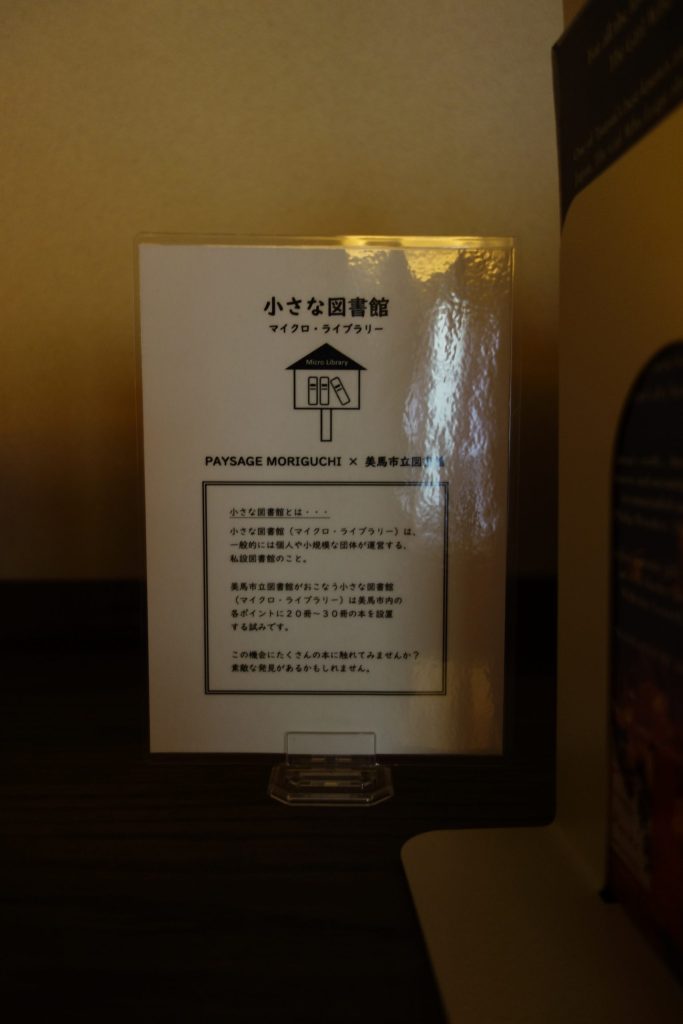 小さな図書館
マイクロ・ライブラリー
Micro Library
PAYSAGE MORIGUCHI × 美馬市立図書館
小さな図書館とは・・・
小さな図書館（マイクロ・ライブラリー）は、
一般的には個人や小規模な団体が運営する、
私設図書館のこと。
美馬市立図書館がおこなう小さな図書館
（マイクロ・ライブラリー）は美馬市内の
各ポイントに２０冊～３０冊の本を設置
する試みです。
この機会にたくさんの本に触れてみませんか？
素敵な発見があるかもしれません。